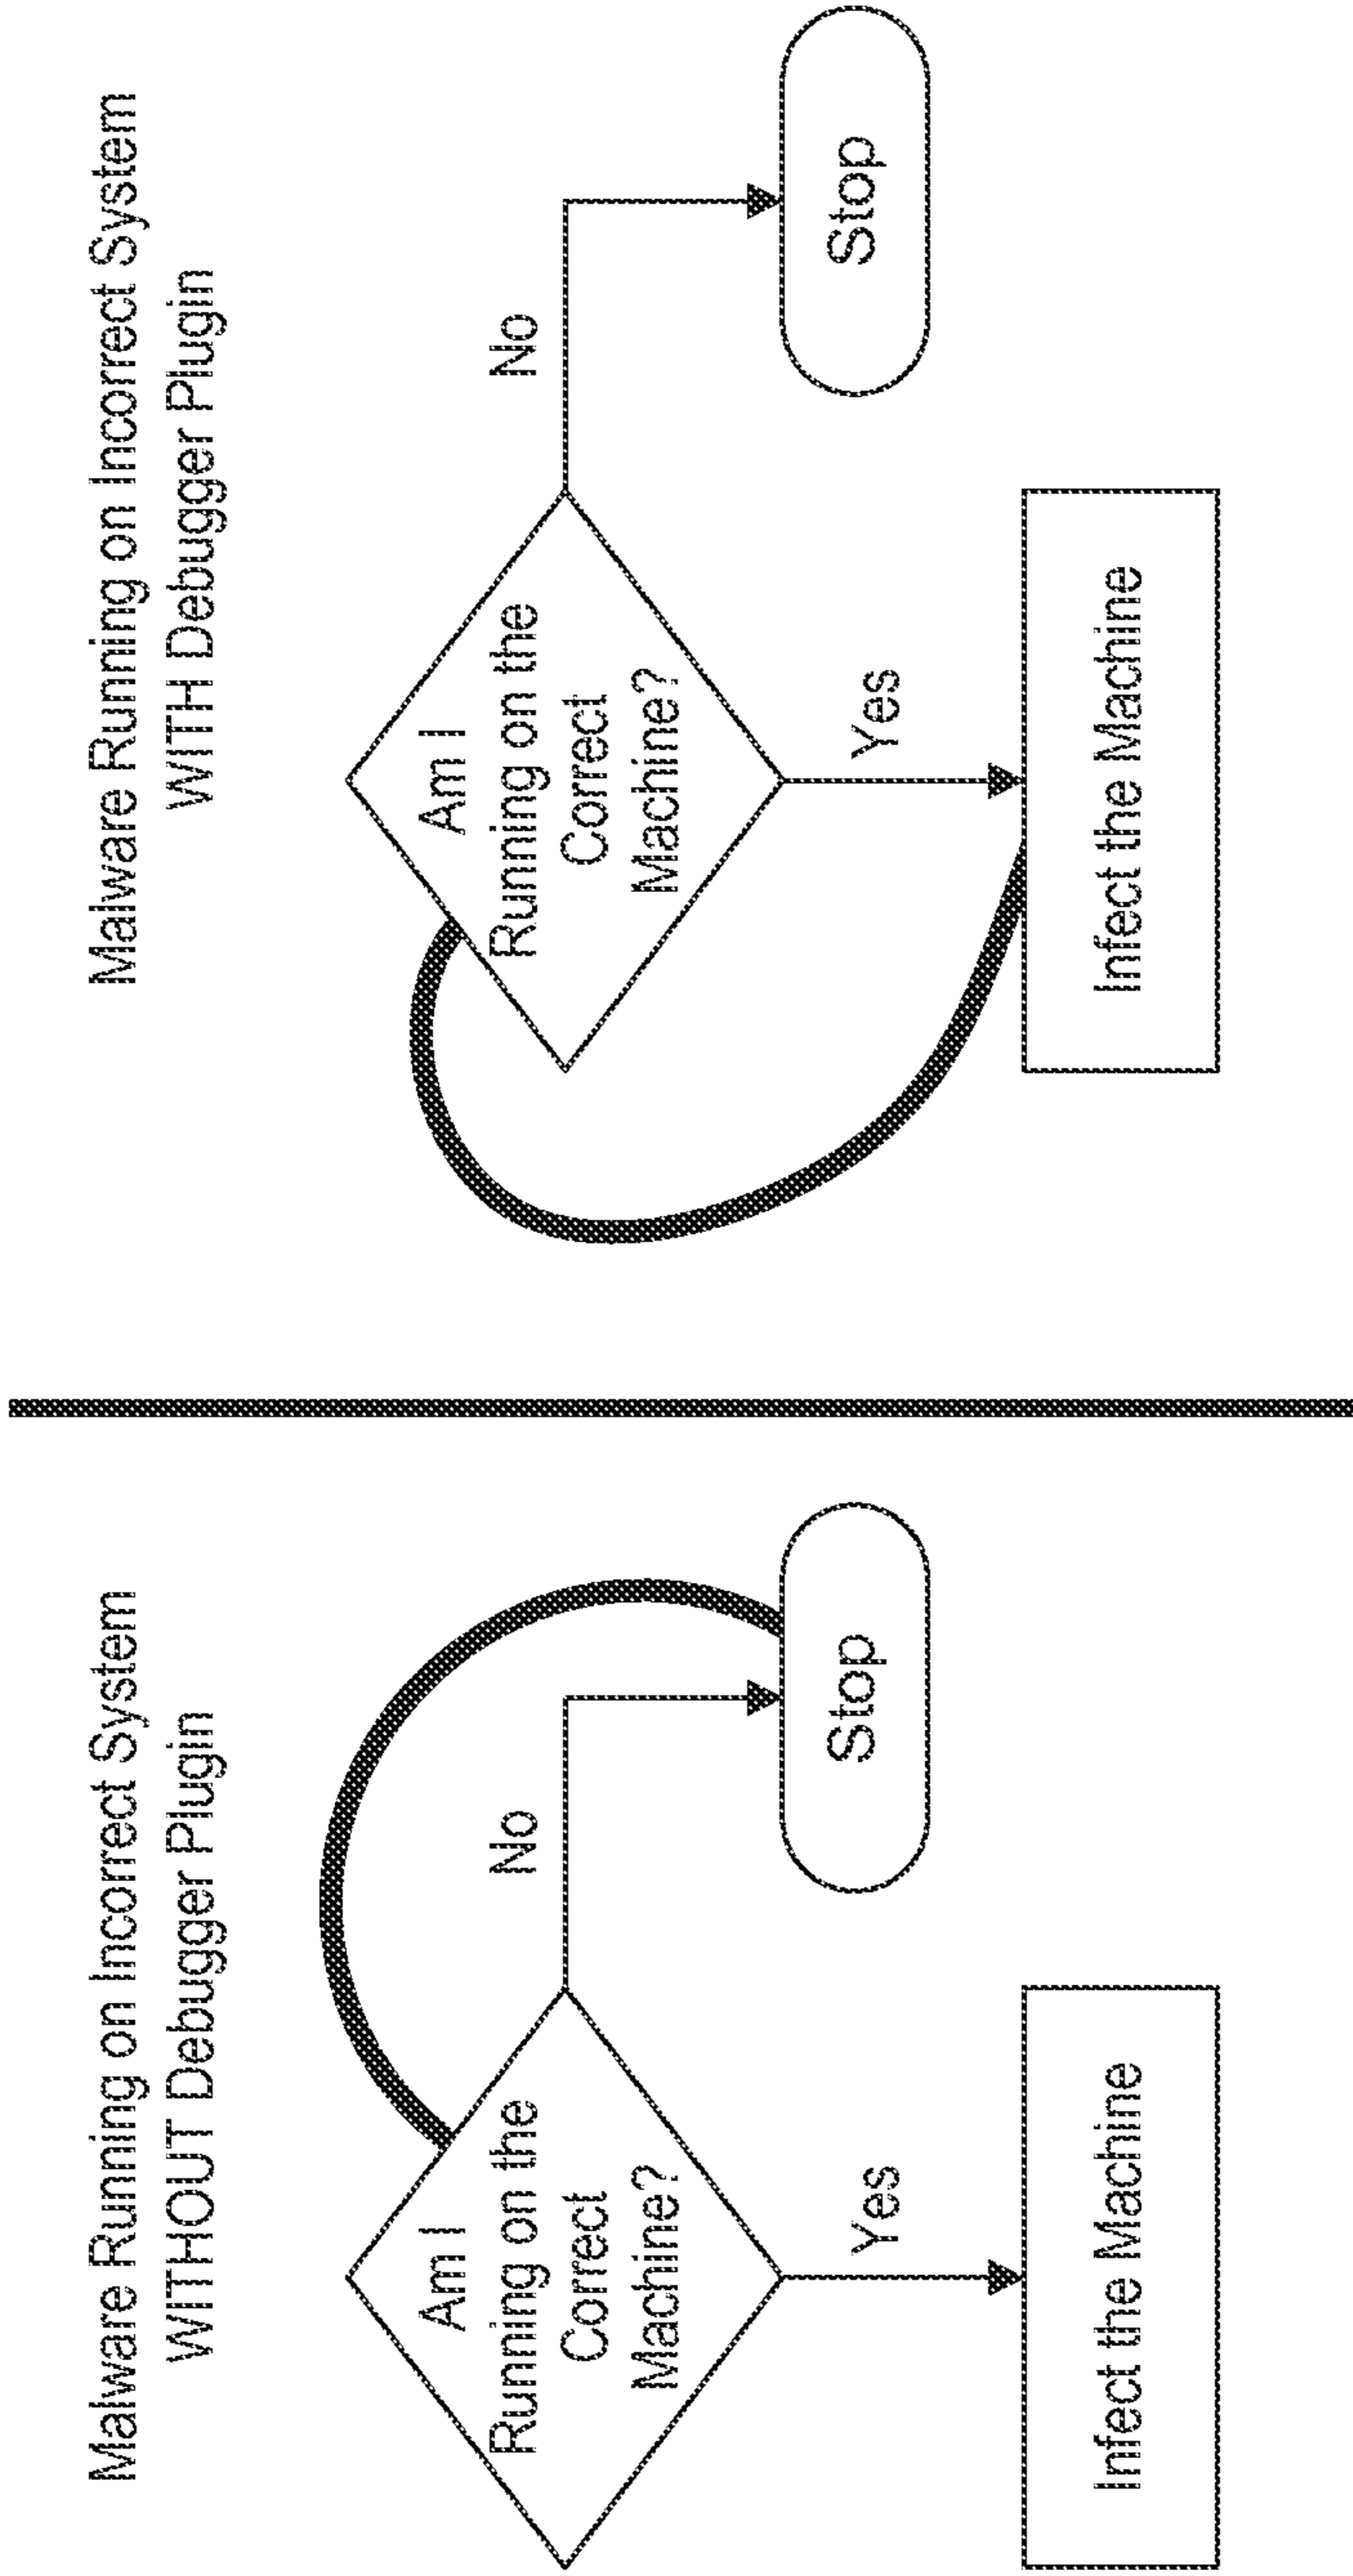 Malware Running on Incorrect System
WITHOUT Debugger Plugin
Am I
Running on the
Correct
Machine?
No
Yes
Stop
Infect the Machine
Malware Running on Incorrect System
WITH Debugger Plugin
Am I
Running on the
Correct
Machine?
No
Yes
Stop
Infect the Machine